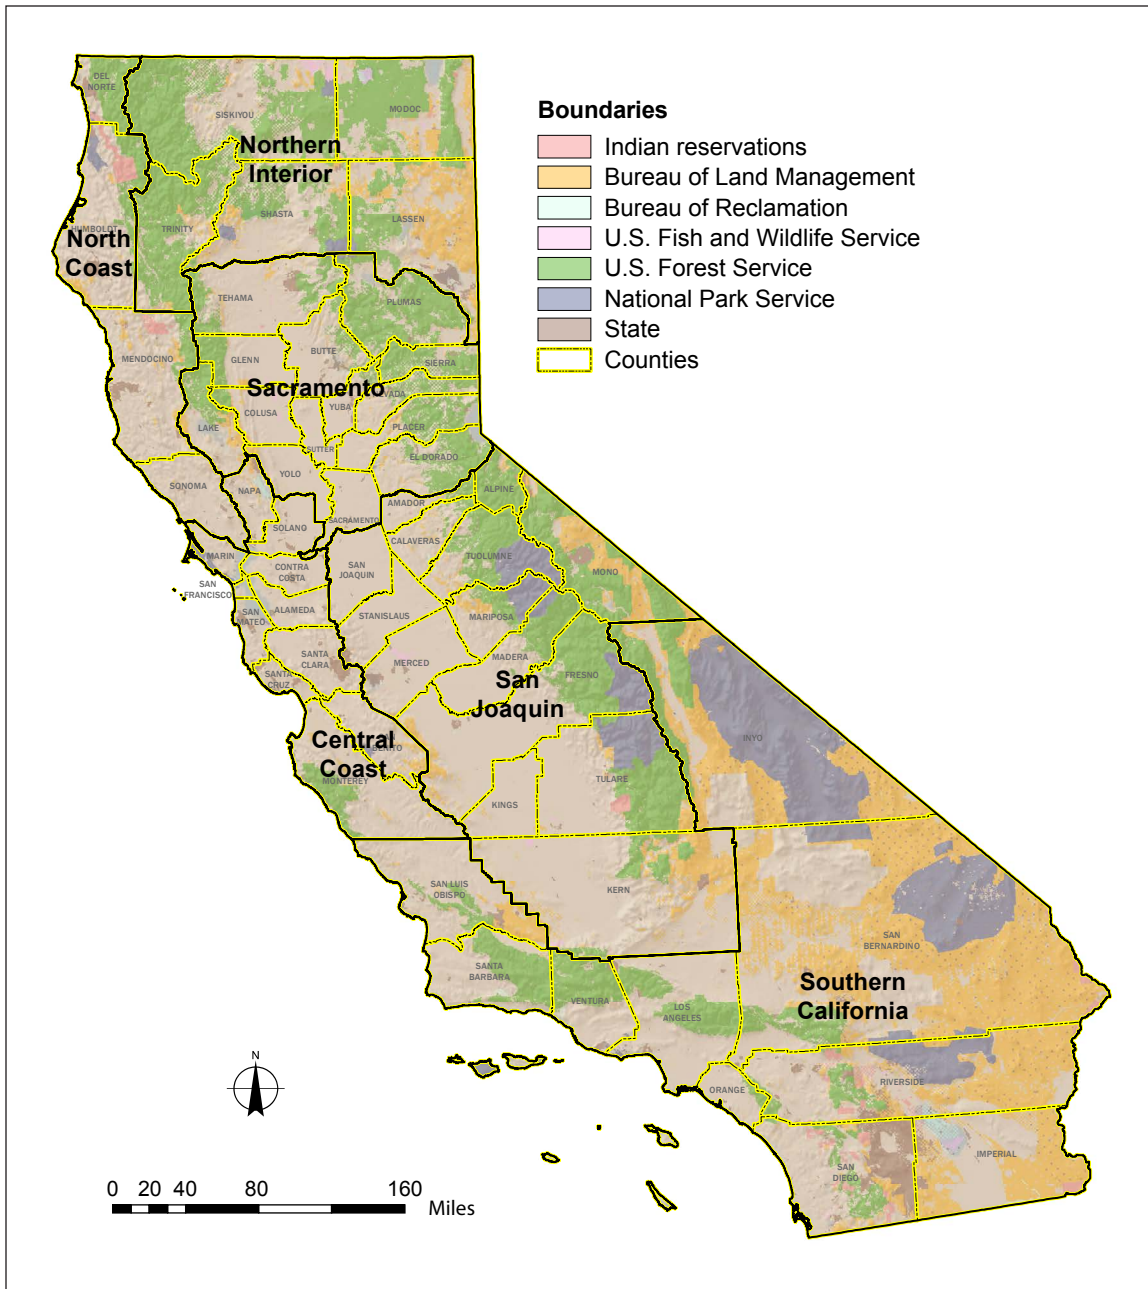 Boundaries
Indian reservations
Bureau of Land Management
Bureau of Reclamation
U.S. Fish and Wildlife Service
U.S. Forest Service
National Park Service
State
Counties
DEL
NORTE
SISKIYOU
MODOC
Northern
Interior
HUMBOLDT
TRINITY
SHASTA
LASSEN
North
Coast
TEHAMA
PLUMAS
MENDOCINO
GLENN
BUTTE
SIERRA
Sacramento
NEVADA
COLUSA
YUBA
LAKE
PLACER
SUTTER
EL DORADO
YOLO
SONOMA
NAPA
ALPINE
AMADOR
SOLANO
SACRAMENTO
CALAVERAS
MARIN
TUOLUMNE
CONTRA
COSTA
SAN
JOAQUIN
MONO
SAN
FRANCISCO
SAN
MATEO
ALAMEDA
STANISLAUS
MARIPOSA
SANTA
CLARA
MERCED
MADERA
SANTA
CRUZ
FRESNO
San
Joaquin
Central
Coast
BENITO
INYO
MONTEREY
TULARE
KINGS
SAN LUIS
OBISPO
KERN
SAN
BERNARDINO
SANTA
BARBARA
VENTURA
LOS
ANGELES
Southern
California
ORANGE
RIVERSIDE
SAN
DIEGO
IMPERIAL
N
0 20 40 80 160
Miles